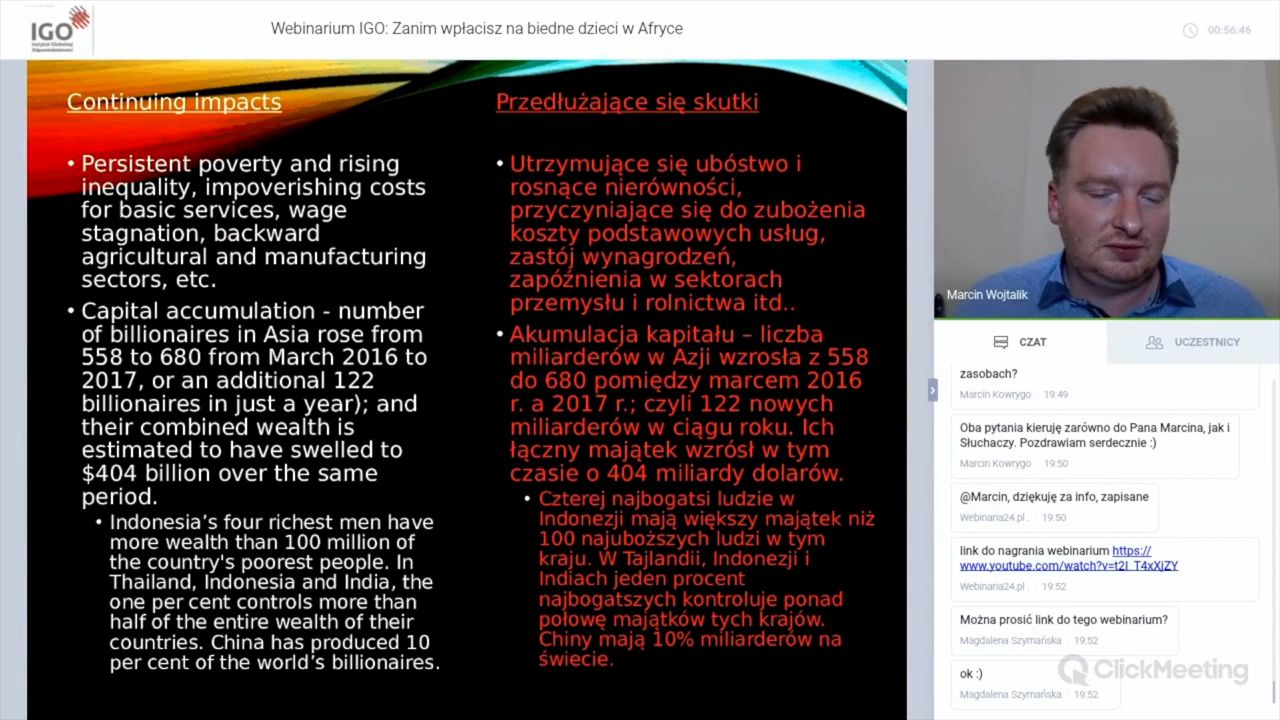 IGO
Instytut Globalnej
Odpowiedzialności
Webinarium IGO: Zanim wpłacisz na biedne dzieci w Afryce
00:56:46
Continuing impacts
• Persistent poverty and rising
inequality, impoverishing costs
for basic services, wage
stagnation, backward
agricultural and manufacturing
sectors, etc.
• Capital accumulation - number
of billionaires in Asia rose from
558 to 680 from March 2016 to
2017, or an additional 122
billionaires in just a year); and
their combined wealth is
estimated to have swelled to
$404 billion over the same
period.
• Indonesia’s four richest men have
more wealth than 100 million of
the country's poorest people. In
Thailand, Indonesia and India, the
one per cent controls more than
half of the entire wealth of their
countries. China has produced 10
per cent of the world’s billionaires.
Przedłużające się skutki
• Utrzymujące się ubóstwo i
rosnące nierówności,
przyczyniające się do zubożenia
koszty podstawowych usług,
zastój wynagrodzeń,
zapóźnienia w sektorach
przemysłu i rolnictwa itd..
• Akumulacja kapitału – liczba
miliarderów w Azji wzrosła z 558
do 680 pomiędzy marcem 2016
r. a 2017 r.; czyli 122 nowych
miliarderów w ciągu roku. Ich
łączny majątek wzrósł w tym
czasie o 404 miliardy dolarów.
• Czterej najbogatsi ludzie w
Indonezji mają większy majątek niż
100 najuboższych ludzi w tym
kraju. W Tajlandii, Indonezji i
Indiach jeden procent
najbogatszych kontroluje ponad
połowę majątków tych krajów.
Chiny mają 10% miliarderów na
świecie.
Marcin Wojtalik
CZAT
UCZESTNICY
zasobach?
Marcin Kowrygo 19:49
Oba pytania kieruję zarówno do Pana Marcina, jak i
Słuchaczy. Pozdrawiam serdecznie :)
Marcin Kowrygo 19:50
@Marcin, dziękuję za info, zapisane
Webinaria24.pl . 19:50
link do nagrania webinarium https://
www.youtube.com/watch?v=t2I_T4xXjZY
Webinaria24.pl . 19:52
Można prosić link do tego webinarium?
Magdalena Szymańska 19:52
ok :)
Magdalena Szymańska 19:52
ClickMeeting